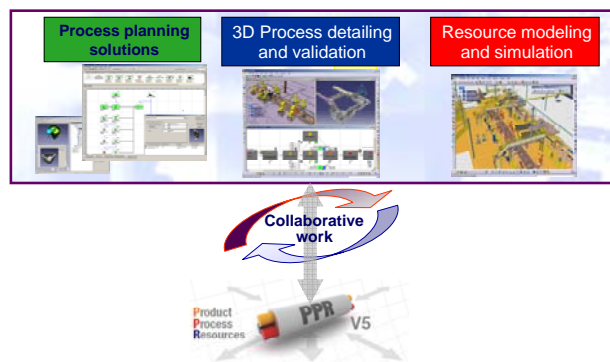 Process planning
solutions
3D Process detailing
and validation
Resource modeling
and simulation
Collaborative
work
PPR
V5
Product
Process
Resources